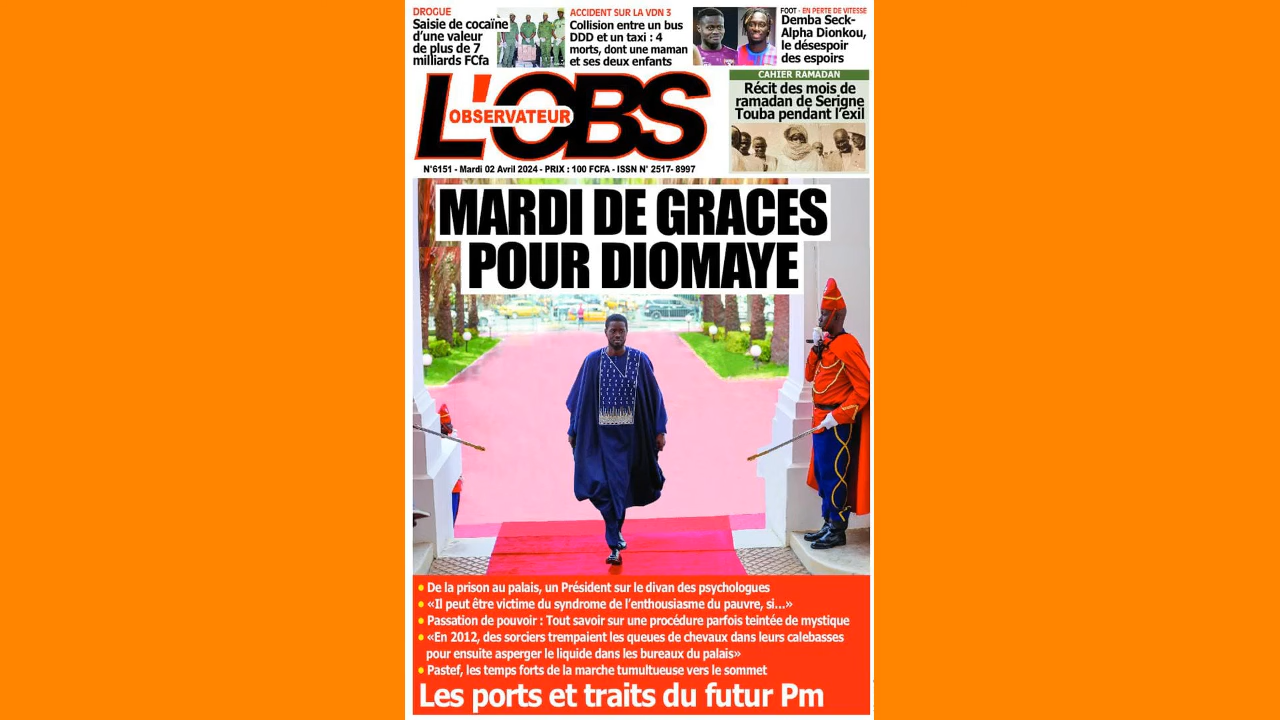 DROGUE
Saisie de cocaïne
d’une valeur
de plus de 7
milliards FCfa
ACCIDENT SUR LA VDN 3
Collision entre un bus
DDD et un taxi : 4
morts, dont une maman
et ses deux enfants
FOOT - EN PERTE DE VITESSE
Demba Seck-
Alpha Dionkou,
le désespoir
des espoirs
L'OBS
OBSERVATEUR
N°6151 - Mardi 02 Avril 2024 - PRIX : 100 FCFA - ISSN N° 2517- 8997
CAHIER RAMADAN
Récit des mois de
ramadan de Serigne
Touba pendant l’exil
MARDI DE GRACES
POUR DIOMAYE
• De la prison au palais, un Président sur le divan des psychologues
• «Il peut être victime du syndrome de l’enthousiasme du pauvre, si...»
• Passation de pouvoir : Tout savoir sur une procédure parfois teintée de mystique
• «En 2012, des sorciers trempaient les queues de chevaux dans leurs calebasses
pour ensuite asperger le liquide dans les bureaux du palais»
• Pastef, les temps forts de la marche tumultueuse vers le sommet
Les ports et traits du futur Pm